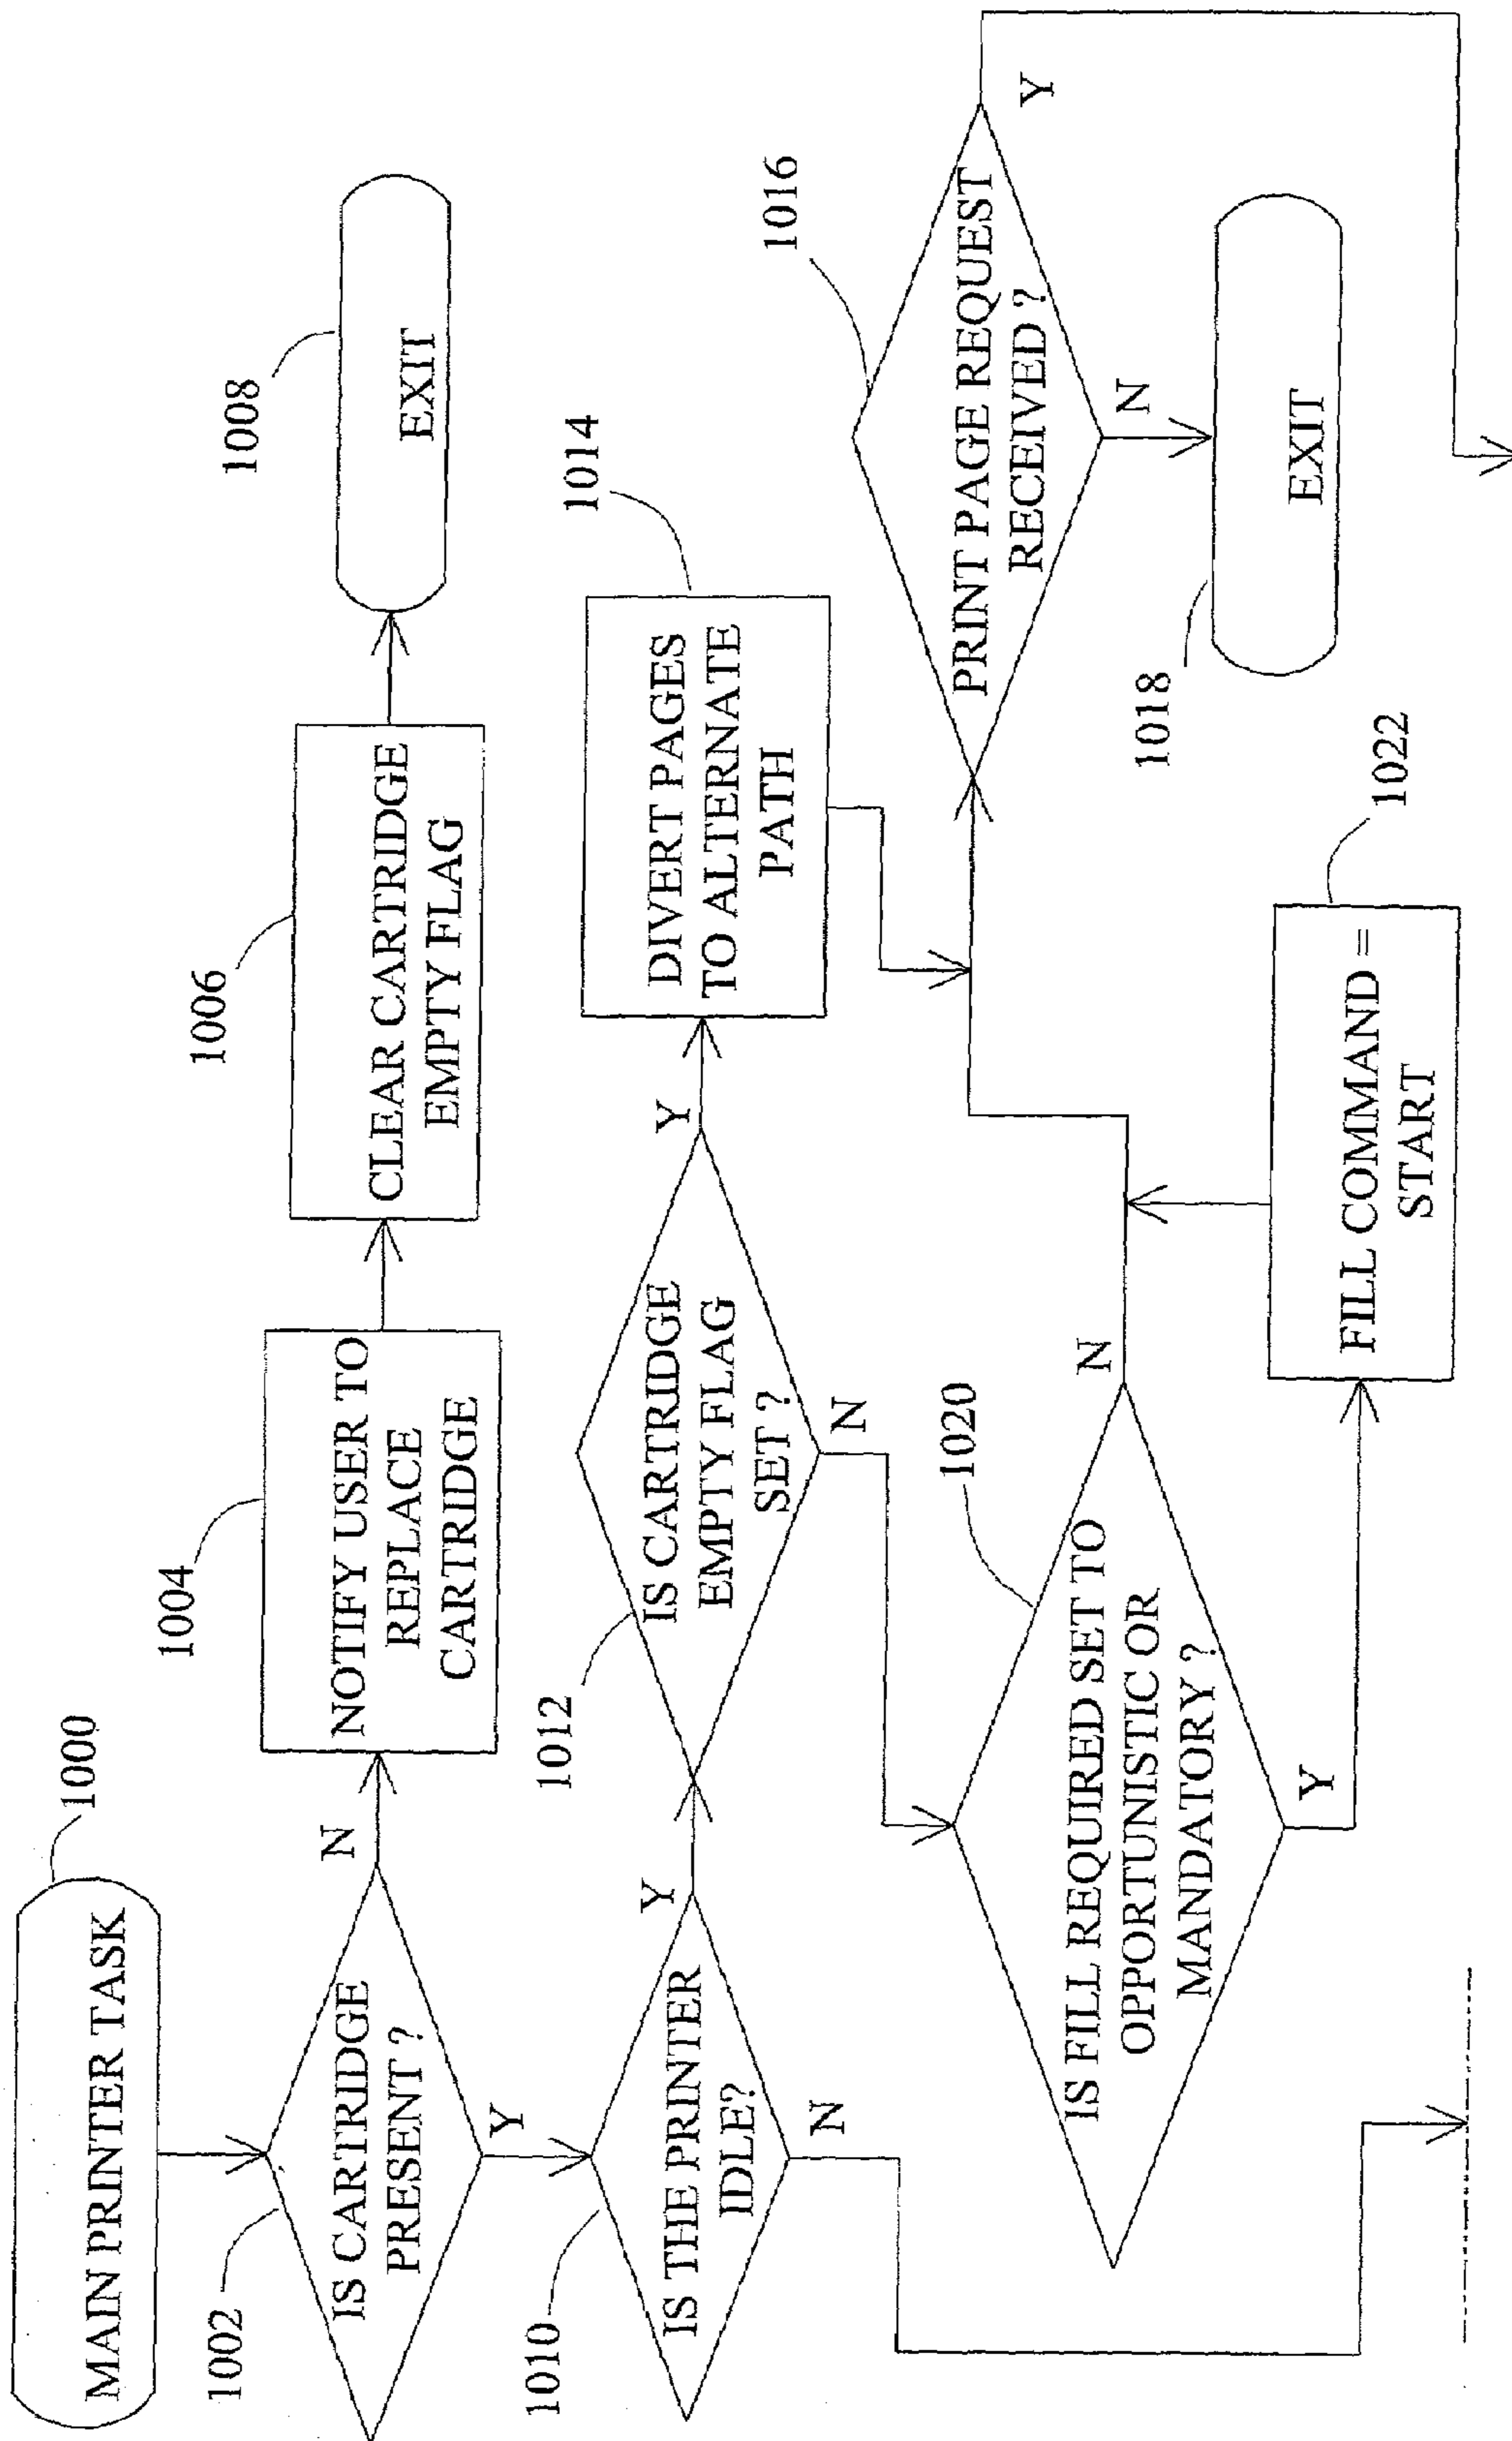 1000
MAIN PRINTER TASK
1002
IS CARTRIDGE
PRESENT ?
N
Y
1004
NOTIFY USER TO
REPLACE
CARTRIDGE
1006
CLEAR CARTRIDGE
EMPTY FLAG
1008
EXIT
1010
IS THE PRINTER
IDLE?
Y
N
1012
IS CARTRIDGE
EMPTY FLAG
SET ?
Y
N
1014
DIVERT PAGES
TO ALTERNATE
PATH
1016
PRINT PAGE REQUEST
RECEIVED ?
Y
N
1018
EXIT
1020
IS FILL REQUIRED SET TO
OPPORTUNISTIC OR
MANDATORY ?
N
Y
1022
FILL COMMAND =
START